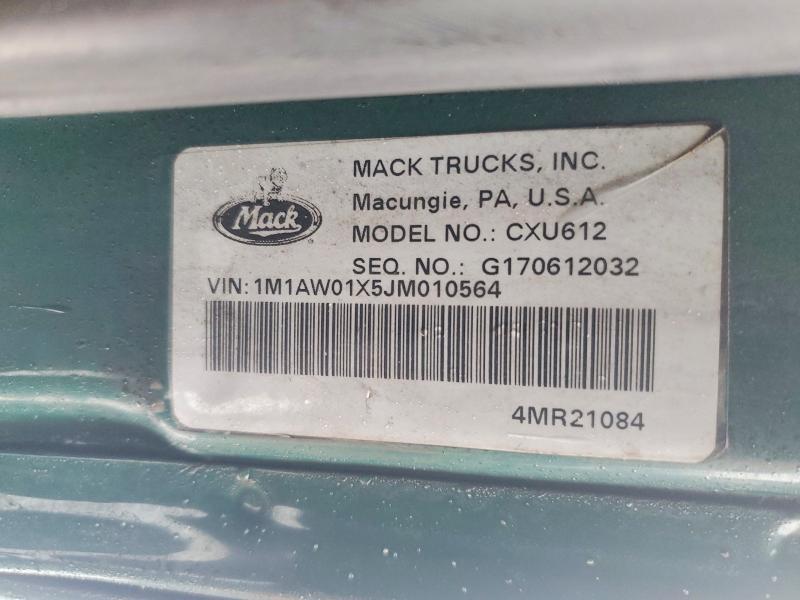 Mack
MACK TRUCKS, INC.
Macungie, PA, U.S.A.
MODEL NO.: CXU612
SEQ. NO.: G170612032
VIN: 1M1AW01X5JM010564
4MR21084